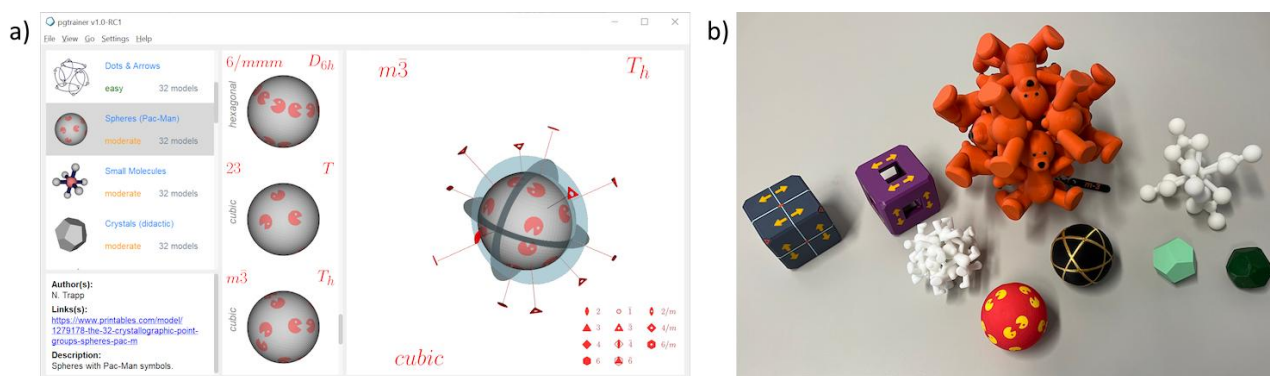 a)
pgtrainer v1.0-RC1
File View Go Settings Help
Dots & Arrows
easy 32 models
Spheres (Pac-Man)
moderate 32 models
Small Molecules
moderate 32 models
Crystals (didactic)
moderate 32 models
Author(s):
N. Trapp
Links(s):
https://www.printables.com/model/
1279178-the-32-crystallographic-point-
groups-spheres-pac-m
Description:
Spheres with Pac-Man symbols.
6/mmm D6h
hexagonal
23 T
cubic
m3̄ Th
cubic
m3̄ Th
cubic
2 1̄ 2/m
3 3̄ 4/m
4 4̄ 6/m
6 6̄
b)
m-3